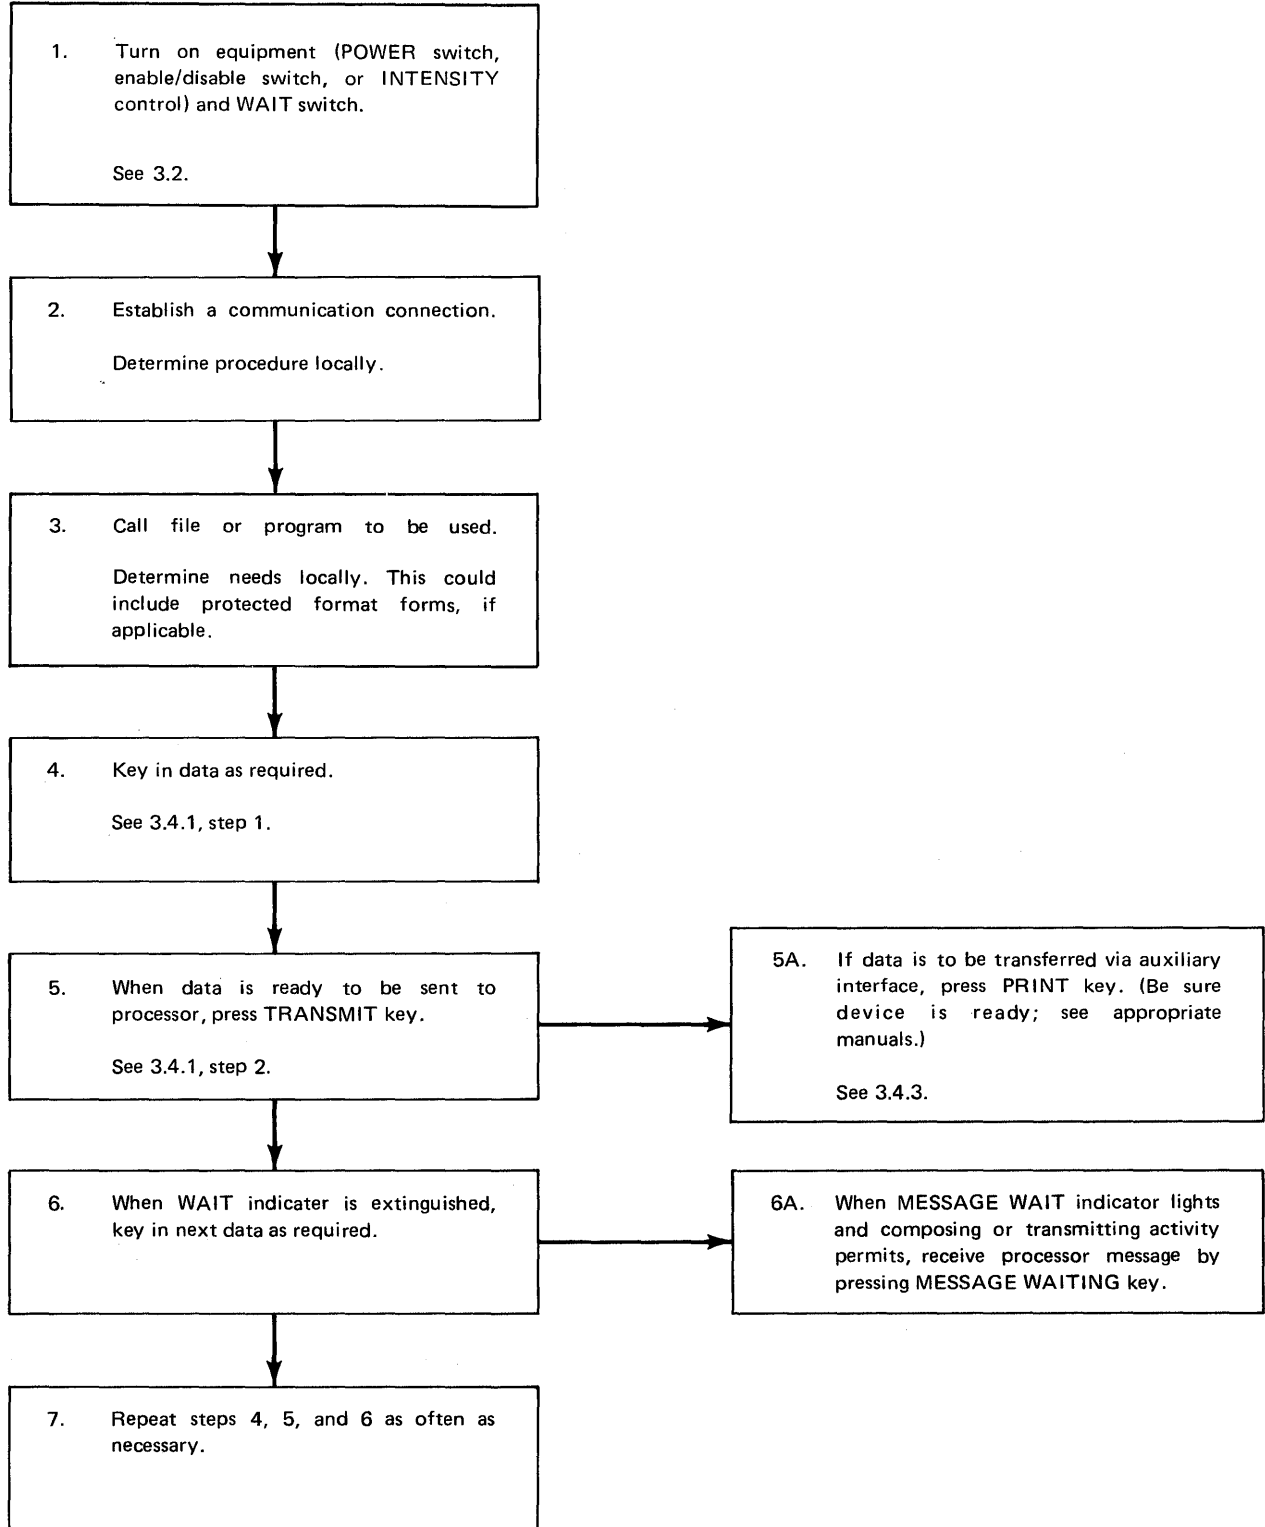 1. Turn on equipment (POWER switch,
enable/disable switch, or INTENSITY
control) and WAIT switch.
See 3.2.
2. Establish a communication connection.
Determine procedure locally.
3. Call file or program to be used.
Determine needs locally. This could
include protected format forms, if
applicable.
4. Key in data as required.
See 3.4.1, step 1.
5. When data is ready to be sent to
processor, press TRANSMIT key.
See 3.4.1, step 2.
5A. If data is to be transferred via auxiliary
interface, press PRINT key. (Be sure
device is ready; see appropriate
manuals.)
See 3.4.3.
6. When WAIT indicater is extinguished,
key in next data as required.
6A. When MESSAGE WAIT indicator lights
and composing or transmitting activity
permits, receive processor message by
pressing MESSAGE WAITING key.
7. Repeat steps 4, 5, and 6 as often as
necessary.